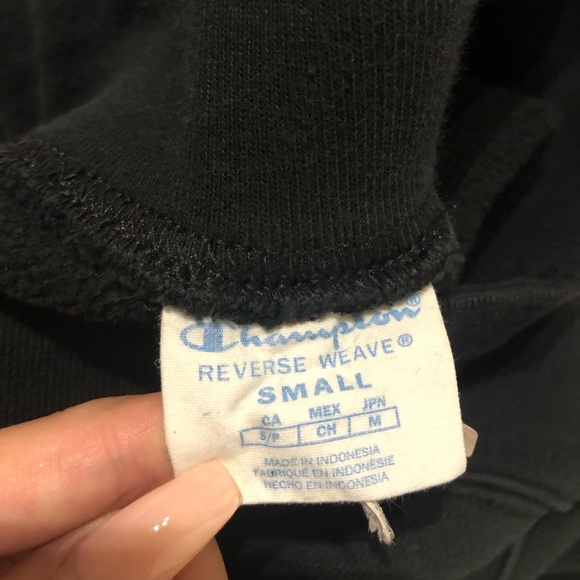 Champion®
REVERSE WEAVE®
SMALL
CA MEX JPN
S/P CH M
MADE IN INDONESIA
FABRIQUÉ EN INDONÉSIE
HECHO EN INDONESIA